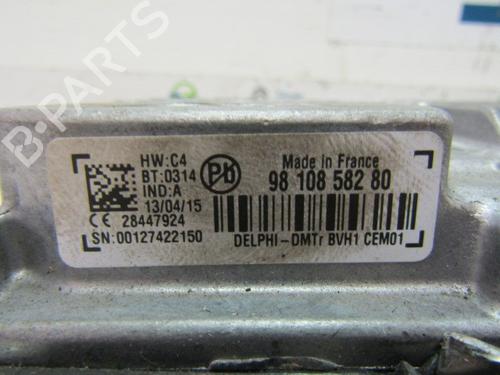 B-PARTS
HW:C4
BT:0314
IND:A
13/04/15
CE 28447924
SN:00127422150
Pb
Made in France
98 108 582 80
DELPHI-DMTr BVH1 CEM01